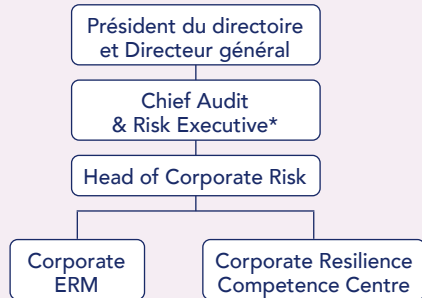 Président du directoire
et Directeur général
Chief Audit
& Risk Executive*
Head of Corporate Risk
Corporate
ERM
Corporate Resilience
Competence Centre